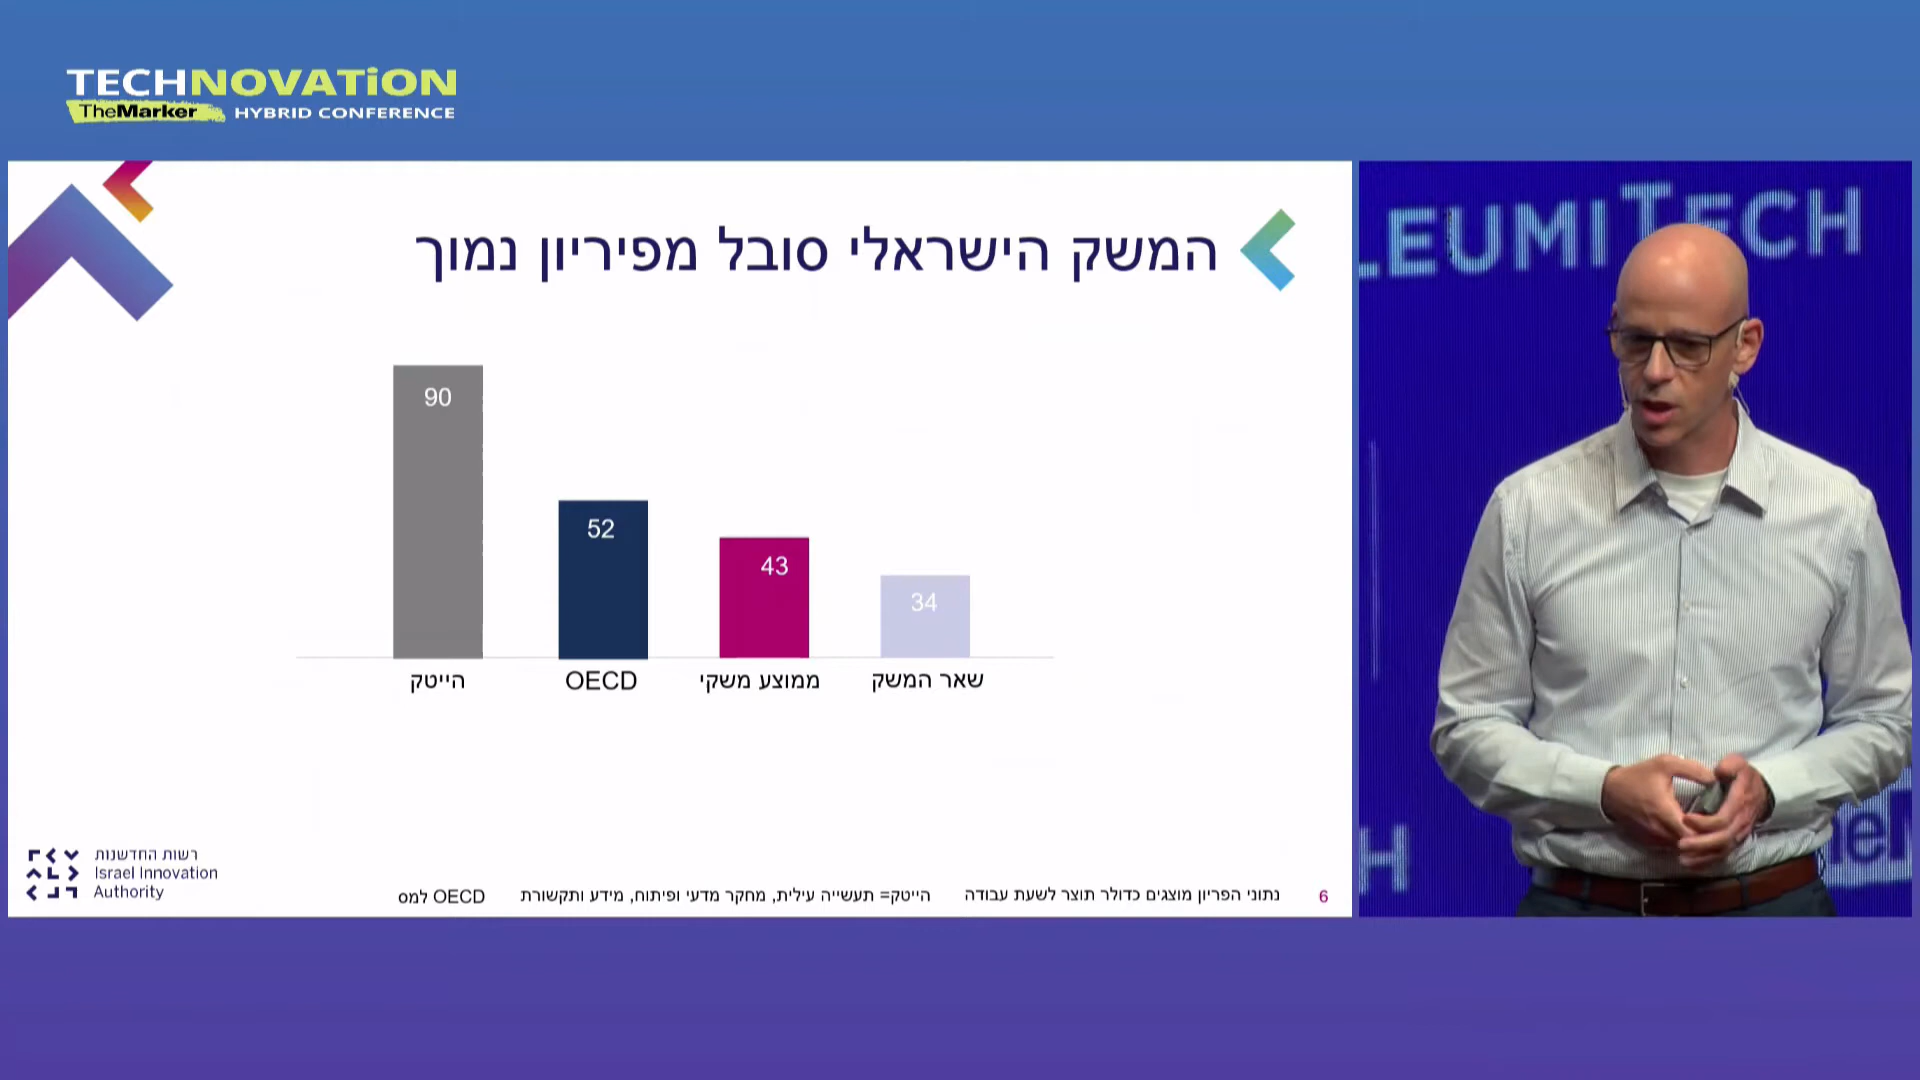 TECHNOVATiON
TheMarker HYBRID CONFERENCE
המשק הישראלי סובל מפיריון נמוך
90
52
43
34
הייטק
OECD
ממוצע משקי
שאר המשק
רשות החדשנות
Israel Innovation
Authority
נתוני הפריון מוצגים כדולר תוצר לשעת עבודה
הייטק= תעשייה עילית, מחקר מדעי ופיתוח, מידע ותקשורת
OECD למס
6
LEUMITECH
H